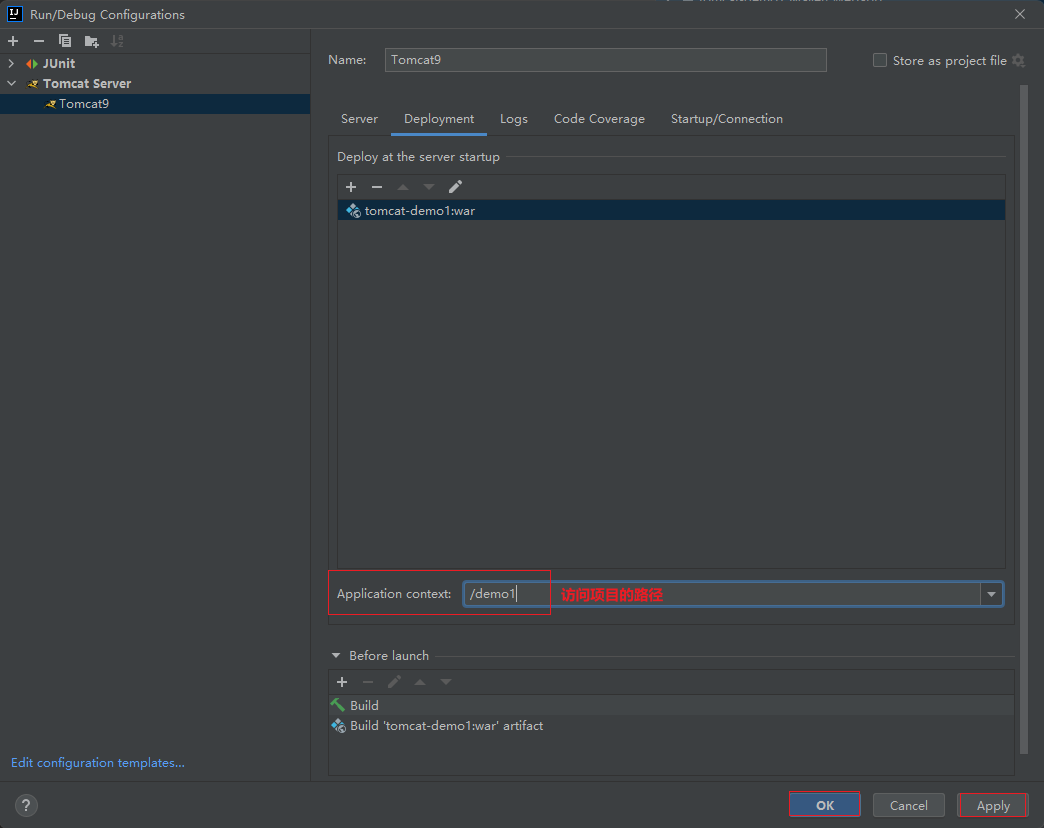 Run/Debug Configurations
JUnit
Tomcat Server
Tomcat9
Edit configuration templates...
Name: Tomcat9 Store as project file
Server Deployment Logs Code Coverage Startup/Connection
Deploy at the server startup
tomcat-demo1:war
Application context: /demo1 访问项目的路径
Before launch
Build
Build 'tomcat-demo1:war' artifact
? OK Cancel Apply